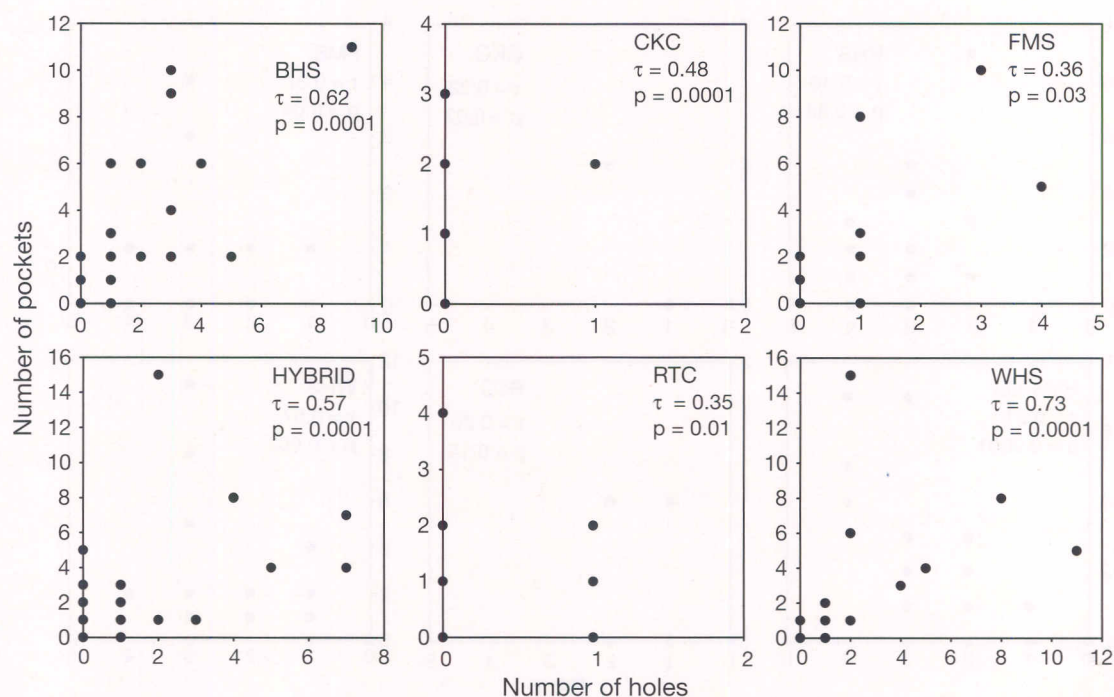 Number of pockets
BHS
τ = 0.62
p = 0.0001
12
10
8
6
4
2
0
0 2 4 6 8 10
CKC
τ = 0.48
p = 0.0001
4
3
2
1
0
0 1 2
FMS
τ = 0.36
p = 0.03
12
10
8
6
4
2
0
0 1 2 3 4 5
HYBRID
τ = 0.57
p = 0.0001
16
14
12
10
8
6
4
2
0
0 2 4 6 8
RTC
τ = 0.35
p = 0.01
5
4
3
2
1
0
0 1 2
WHS
τ = 0.73
p = 0.0001
16
14
12
10
8
6
4
2
0
0 2 4 6 8 10 12
Number of holes